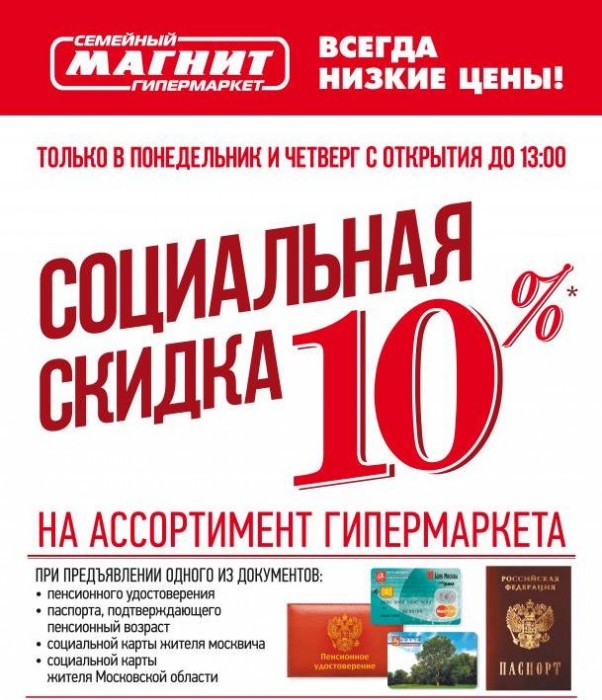 СЕМЕЙНЫЙ
МАГНИТ
ГИПЕРМАРКЕТ
ВСЕГДА
НИЗКИЕ ЦЕНЫ!
ТОЛЬКО В ПОНЕДЕЛЬНИК И ЧЕТВЕРГ С ОТКРЫТИЯ ДО 13:00
СОЦИАЛЬНАЯ
СКИДКА 10%*
НА АССОРТИМЕНТ ГИПЕРМАРКЕТА
ПРИ ПРЕДЪЯВЛЕНИИ ОДНОГО ИЗ ДОКУМЕНТОВ:
• пенсионного удостоверения
• паспорта, подтверждающего
пенсионный возраст
• социальной карты жителя москвича
• социальной карты
жителя Московской области
Пенсионное
удостоверение
Банк Москвы
РОССИЙСКАЯ
ФЕДЕРАЦИЯ
ПАСПОРТ